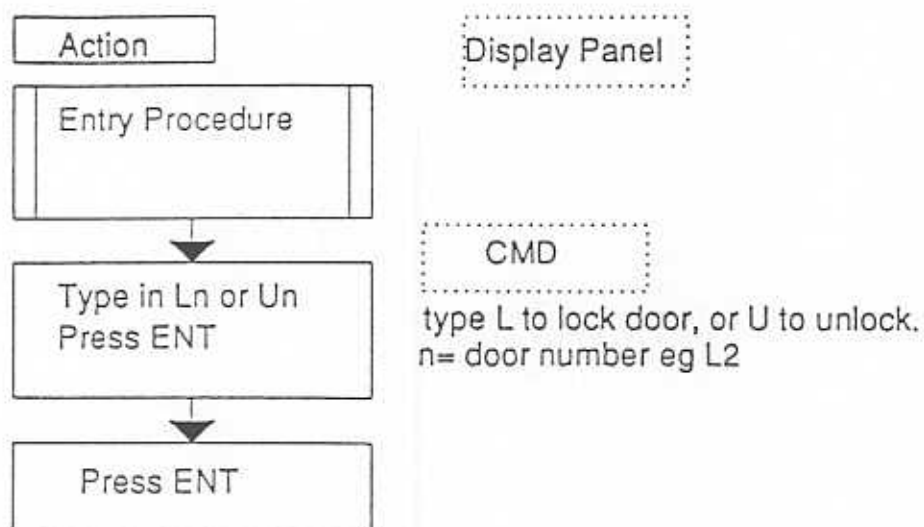 Action
Display Panel
Entry Procedure
CMD
Type in Ln or Un
Press ENT
type L to lock door, or U to unlock.
n= door number eg L2
Press ENT